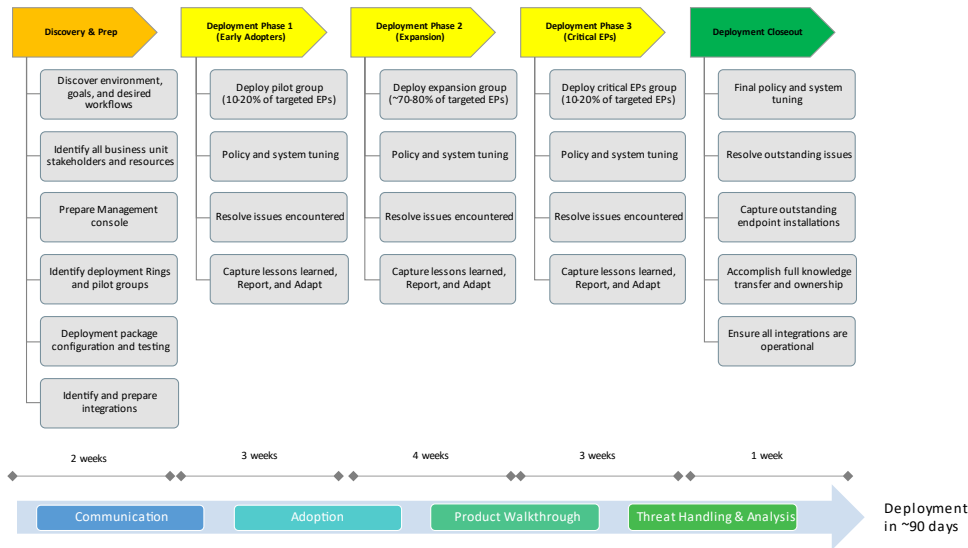 Discovery & Prep
Discover environment,
goals, and desired
workflows
Identify all business unit
stakeholders and resources
Prepare Management
console
Identify deployment Rings
and pilot groups
Deployment package
configuration and testing
Identify and prepare
integrations
Deployment Phase 1
(Early Adopters)
Deploy pilot group
(10-20% of targeted EPs)
Policy and system tuning
Resolve issues encountered
Capture lessons learned,
Report, and Adapt
Deployment Phase 2
(Expansion)
Deploy expansion group
(~70-80% of targeted EPs)
Policy and system tuning
Resolve issues encountered
Capture lessons learned,
Report, and Adapt
Deployment Phase 3
(Critical EPs)
Deploy critical EPs group
(10-20% of targeted EPs)
Policy and system tuning
Resolve issues encountered
Capture lessons learned,
Report, and Adapt
Deployment Closeout
Final policy and system
tuning
Resolve outstanding issues
Capture outstanding
endpoint installations
Accomplish full knowledge
transfer and ownership
Ensure all integrations are
operational
2 weeks
3 weeks
4 weeks
3 weeks
1 week
Communication
Adoption
Product Walkthrough
Threat Handling & Analysis
Deployment
in ~90 days